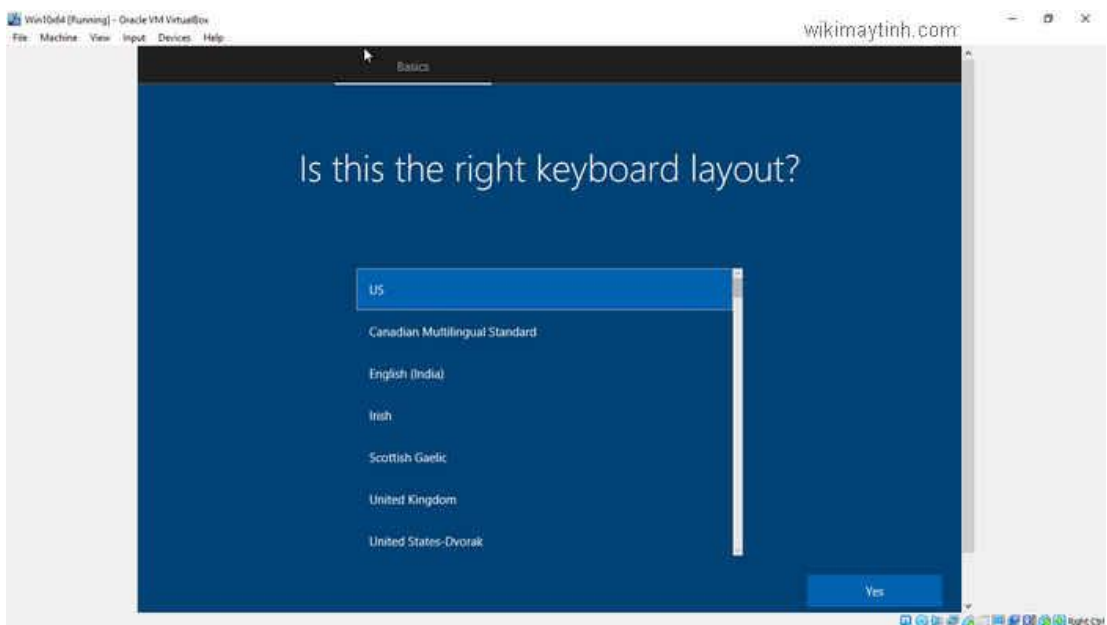 Win10x64 [Running] - Oracle VM VirtualBox
File Machine View Input Devices Help
wikimaytinh.com
Basics
Is this the right keyboard layout?
US
Canadian Multilingual Standard
English (India)
Irish
Scottish Gaelic
United Kingdom
United States-Dvorak
Yes
Right Ctrl